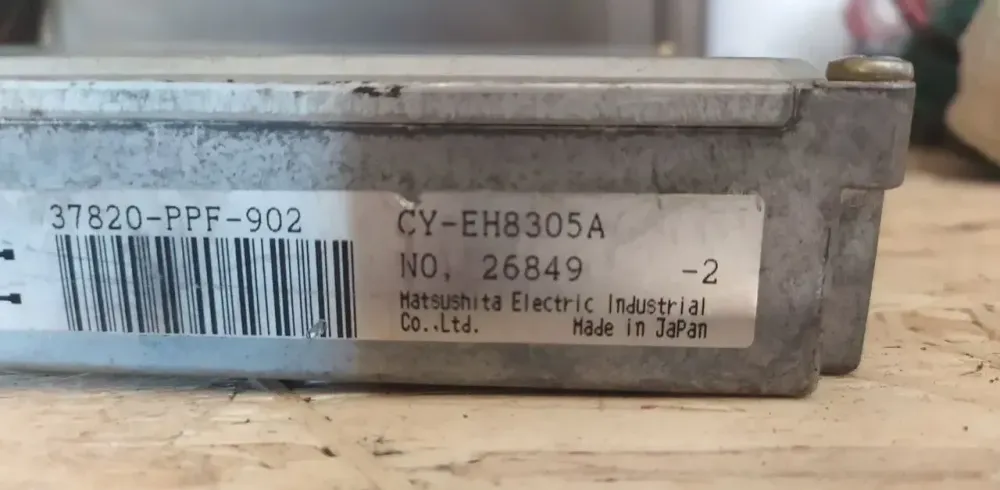 37820-PPF-902
CY-EH8305A
NO. 26849 -2
Matsushita Electric Industrial
Co.,Ltd. Made in JaPan